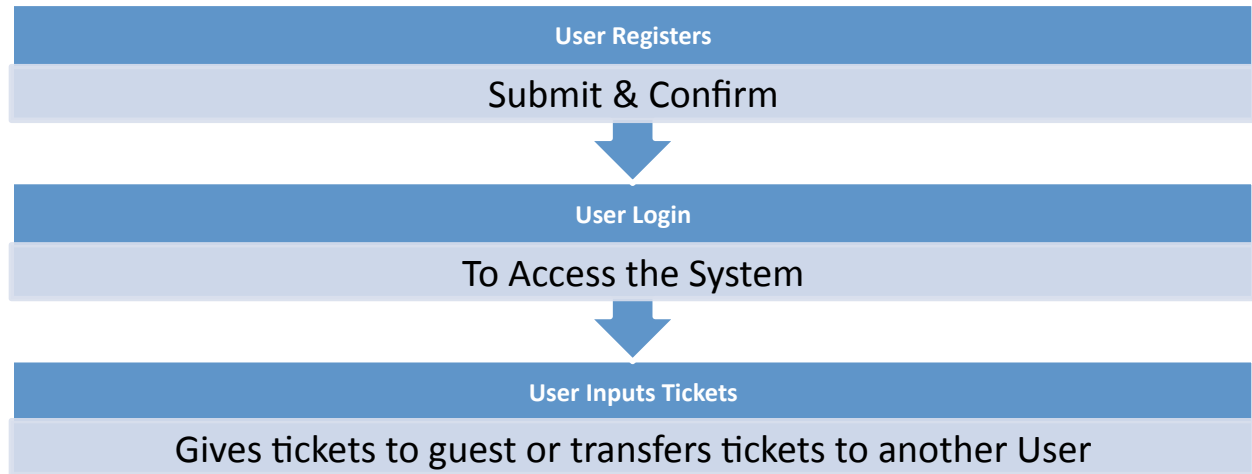 User Registers
Submit & Confirm
User Login
To Access the System
User Inputs Tickets
Gives tickets to guest or transfers tickets to another User